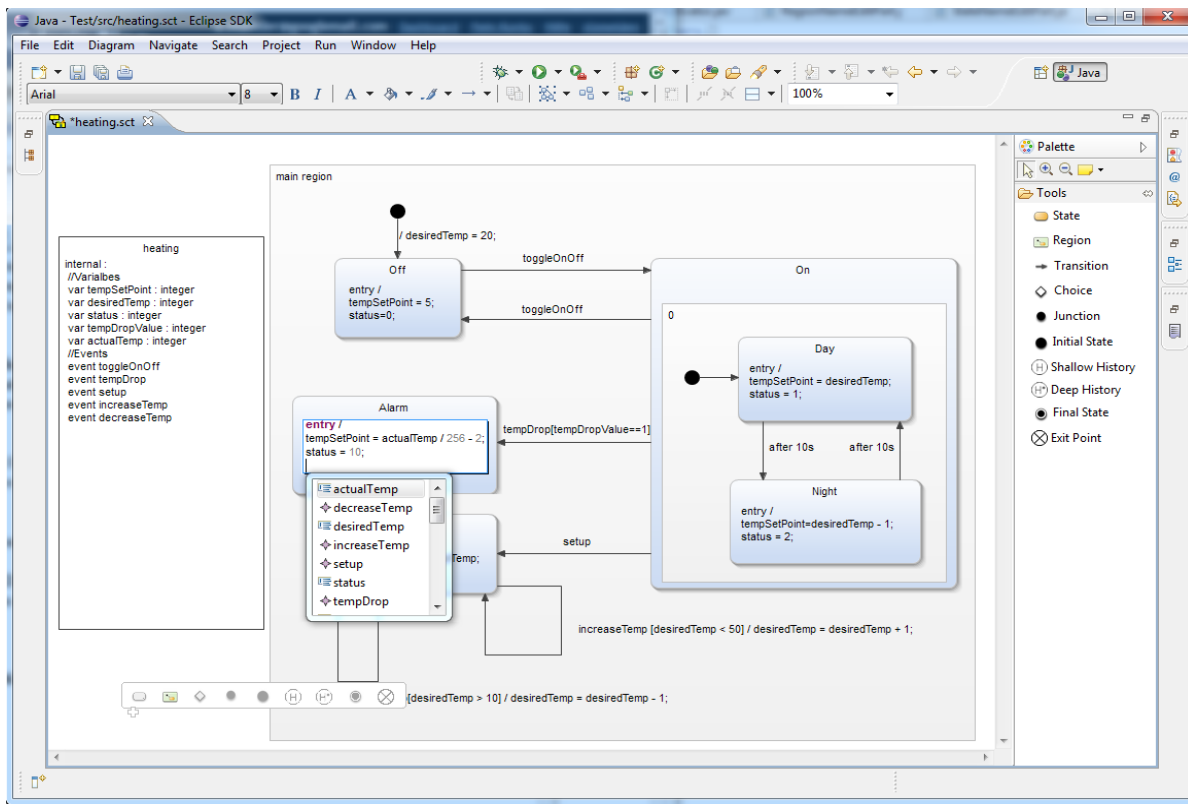 Java - Test/src/heating.sct - Eclipse SDK
File Edit Diagram Navigate Search Project Run Window Help
Java
Arial 8 B I A 100%
*heating.sct
main region
/ desiredTemp = 20;
heating
internal :
//Varialbes
var tempSetPoint : integer
var desiredTemp : integer
var status : integer
var tempDropValue : integer
var actualTemp : integer
//Events
event toggleOnOff
event tempDrop
event setup
event increaseTemp
event decreaseTemp
Off
entry /
tempSetPoint = 5;
status=0;
toggleOnOff
toggleOnOff
On
0
Day
entry /
tempSetPoint = desiredTemp;
status = 1;
after 10s
after 10s
Night
entry /
tempSetPoint=desiredTemp - 1;
status = 2;
Alarm
entry /
tempSetPoint = actualTemp / 256 - 2;
status = 10;
tempDrop[tempDropValue==1]
actualTemp
decreaseTemp
desiredTemp
increaseTemp
setup
status
tempDrop
Temp;
setup
increaseTemp [desiredTemp < 50] / desiredTemp = desiredTemp + 1;
[desiredTemp > 10] / desiredTemp = desiredTemp - 1;
H H*
Palette
Tools
State
Region
Transition
Choice
Junction
Initial State
H Shallow History
H* Deep History
Final State
Exit Point